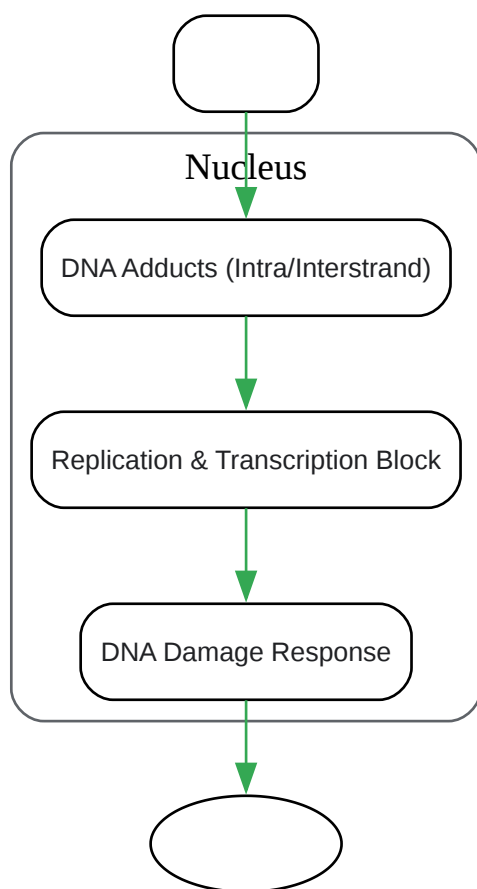 Nucleus
DNA Adducts (Intra/Interstrand)
Replication & Transcription Block
DNA Damage Response